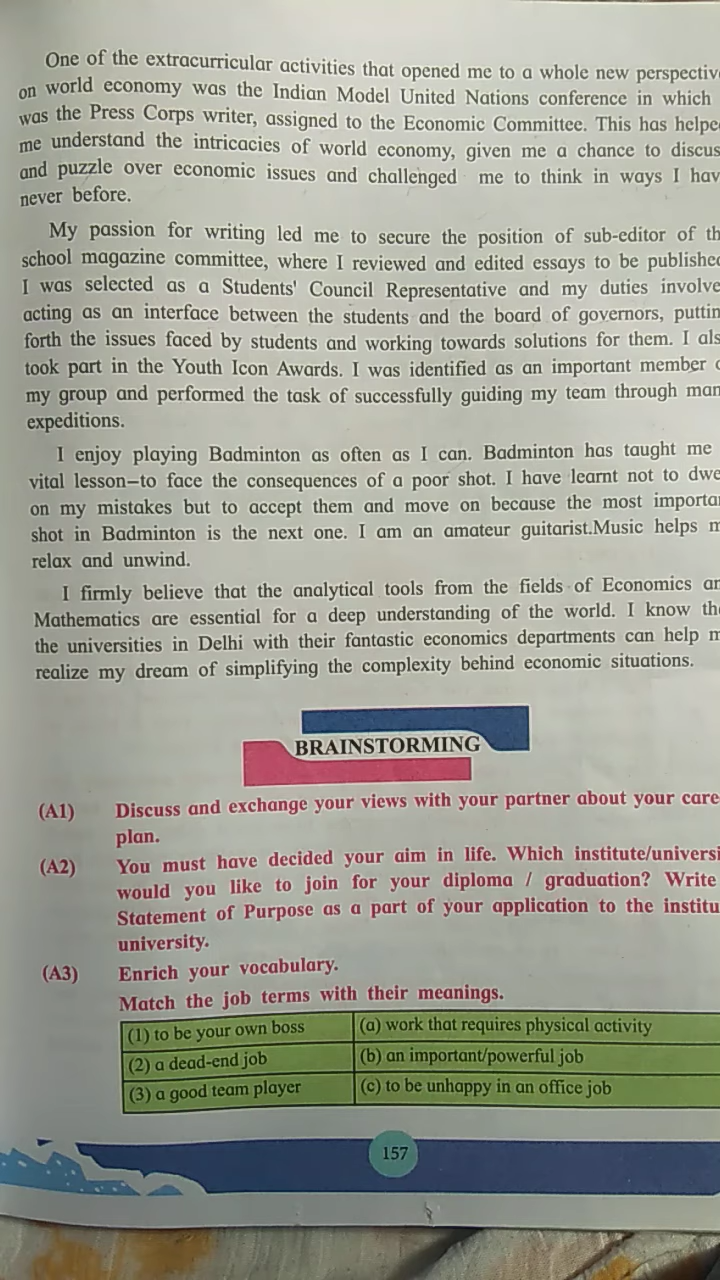 One of the extracurricular activities that opened me to a whole new perspectiv
on world economy was the Indian Model United Nations conference in which
was the Press Corps writer, assigned to the Economic Committee. This has helpe
me understand the intricacies of world economy, given me a chance to discus
and puzzle over economic issues and challenged me to think in ways I hav
never before.
My passion for writing led me to secure the position of sub-editor of th
school magazine committee, where I reviewed and edited essays to be publishe
I was selected as a Students' Council Representative and my duties involve
acting as an interface between the students and the board of governors, puttin
forth the issues faced by students and working towards solutions for them. I als
took part in the Youth Icon Awards. I was identified as an important member o
my group and performed the task of successfully guiding my team through man
expeditions.
I enjoy playing Badminton as often as I can. Badminton has taught me
vital lesson–to face the consequences of a poor shot. I have learnt not to dwe
on my mistakes but to accept them and move on because the most importa
shot in Badminton is the next one. I am an amateur guitarist.Music helps m
relax and unwind.
I firmly believe that the analytical tools from the fields of Economics an
Mathematics are essential for a deep understanding of the world. I know tha
the universities in Delhi with their fantastic economics departments can help m
realize my dream of simplifying the complexity behind economic situations.
BRAINSTORMING
(A1) Discuss and exchange your views with your partner about your care
plan.
(A2) You must have decided your aim in life. Which institute/universi
would you like to join for your diploma / graduation? Write
Statement of Purpose as a part of your application to the institu
university.
(A3) Enrich your vocabulary.
Match the job terms with their meanings.
(1) to be your own boss (a) work that requires physical activity
(2) a dead-end job (b) an important/powerful job
(3) a good team player (c) to be unhappy in an office job
157